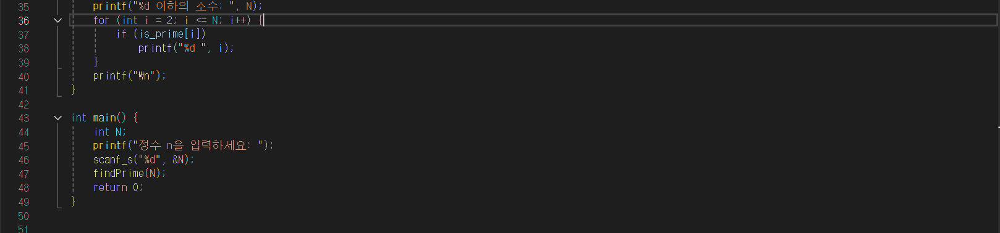 35 printf("%d 이하의 소수: ", N);
36 for (int i = 2; i <= N; i++) {
37 if (is_prime[i])
38 printf("%d ", i);
39 }
40 printf("₩n");
41 }
42
43 int main() {
44 int N;
45 printf("정수 n을 입력하세요: ");
46 scanf_s("%d", &N);
47 findPrime(N);
48 return 0;
49 }
50
51